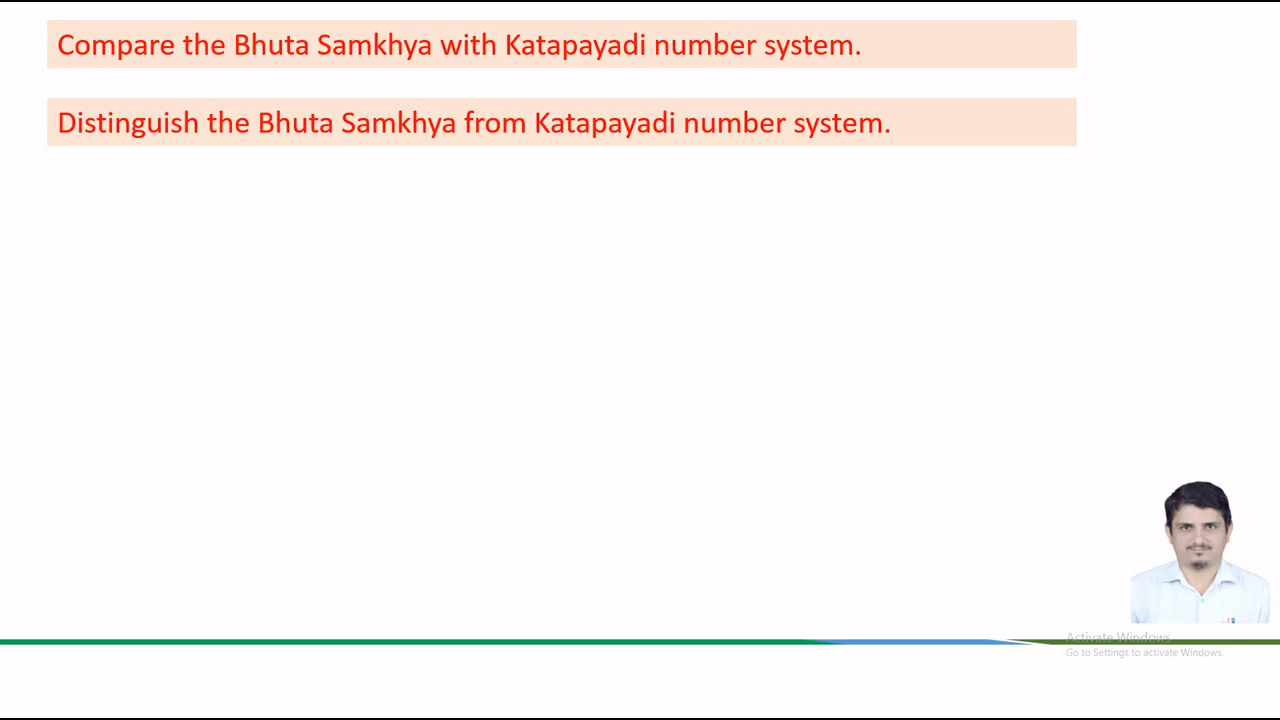 Compare the Bhuta Samkhya with Katapayadi number system.
Distinguish the Bhuta Samkhya from Katapayadi number system.
Activate Windows
Go to Settings to activate Windows.